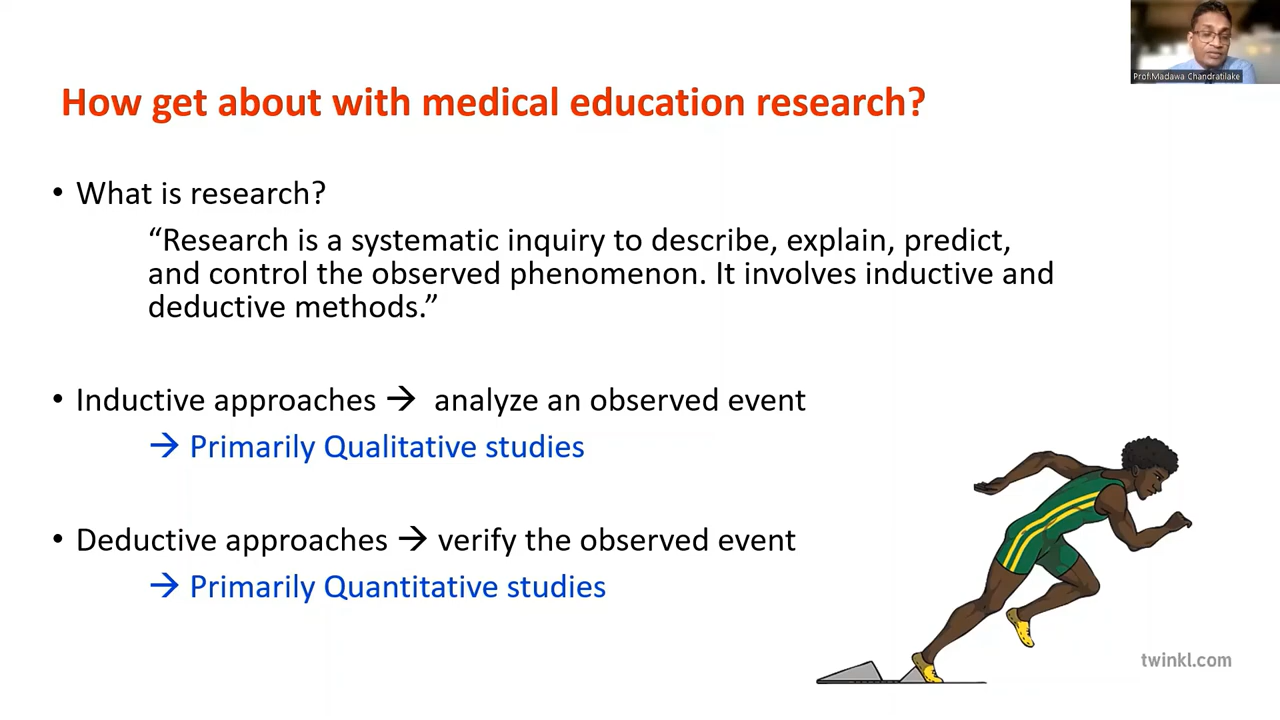 Prof.Madawa Chandratilake
How get about with medical education research?
• What is research?
“Research is a systematic inquiry to describe, explain, predict,
and control the observed phenomenon. It involves inductive and
deductive methods.”
• Inductive approaches → analyze an observed event
→ Primarily Qualitative studies
• Deductive approaches → verify the observed event
→ Primarily Quantitative studies
twinkl.com